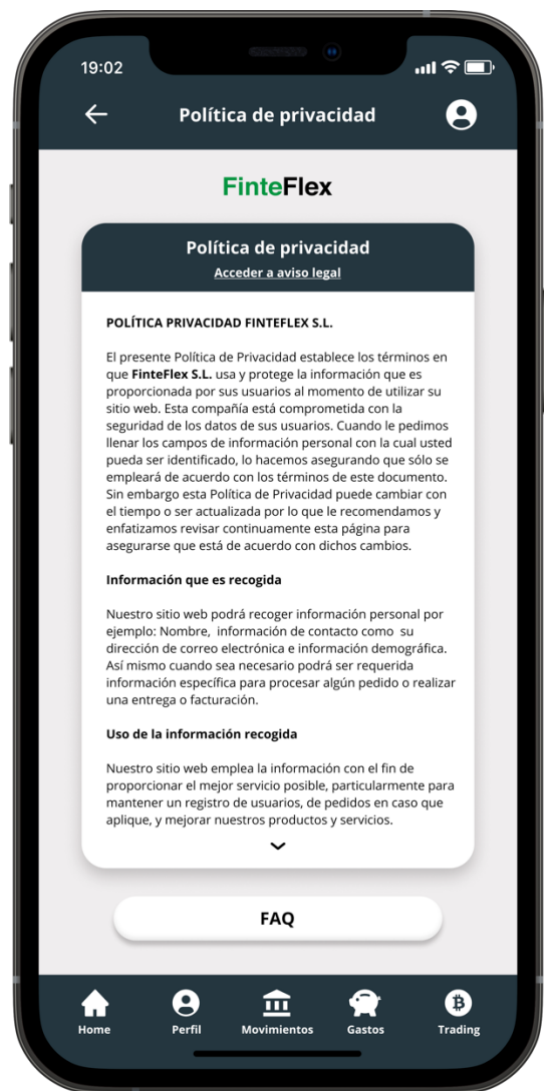 19:02
Política de privacidad
FinteFlex
Política de privacidad
Acceder a aviso legal
POLÍTICA PRIVACIDAD FINTEFLEX S.L.
El presente Política de Privacidad establece los términos en
que FinteFlex S.L. usa y protege la información que es
proporcionada por sus usuarios al momento de utilizar su
sitio web. Esta compañía está comprometida con la
seguridad de los datos de sus usuarios. Cuando le pedimos
llenar los campos de información personal con la cual usted
pueda ser identificado, lo hacemos asegurando que sólo se
empleará de acuerdo con los términos de este documento.
Sin embargo esta Política de Privacidad puede cambiar con
el tiempo o ser actualizada por lo que le recomendamos y
enfatizamos revisar continuamente esta página para
asegurarse que está de acuerdo con dichos cambios.
Información que es recogida
Nuestro sitio web podrá recoger información personal por
ejemplo: Nombre,  información de contacto como  su
dirección de correo electrónica e información demográfica.
Así mismo cuando sea necesario podrá ser requerida
información específica para procesar algún pedido o realizar
una entrega o facturación.
Uso de la información recogida
Nuestro sitio web emplea la información con el fin de
proporcionar el mejor servicio posible, particularmente para
mantener un registro de usuarios, de pedidos en caso que
aplique, y mejorar nuestros productos y servicios.
FAQ
Home
Perfil
Movimientos
Gastos
Trading